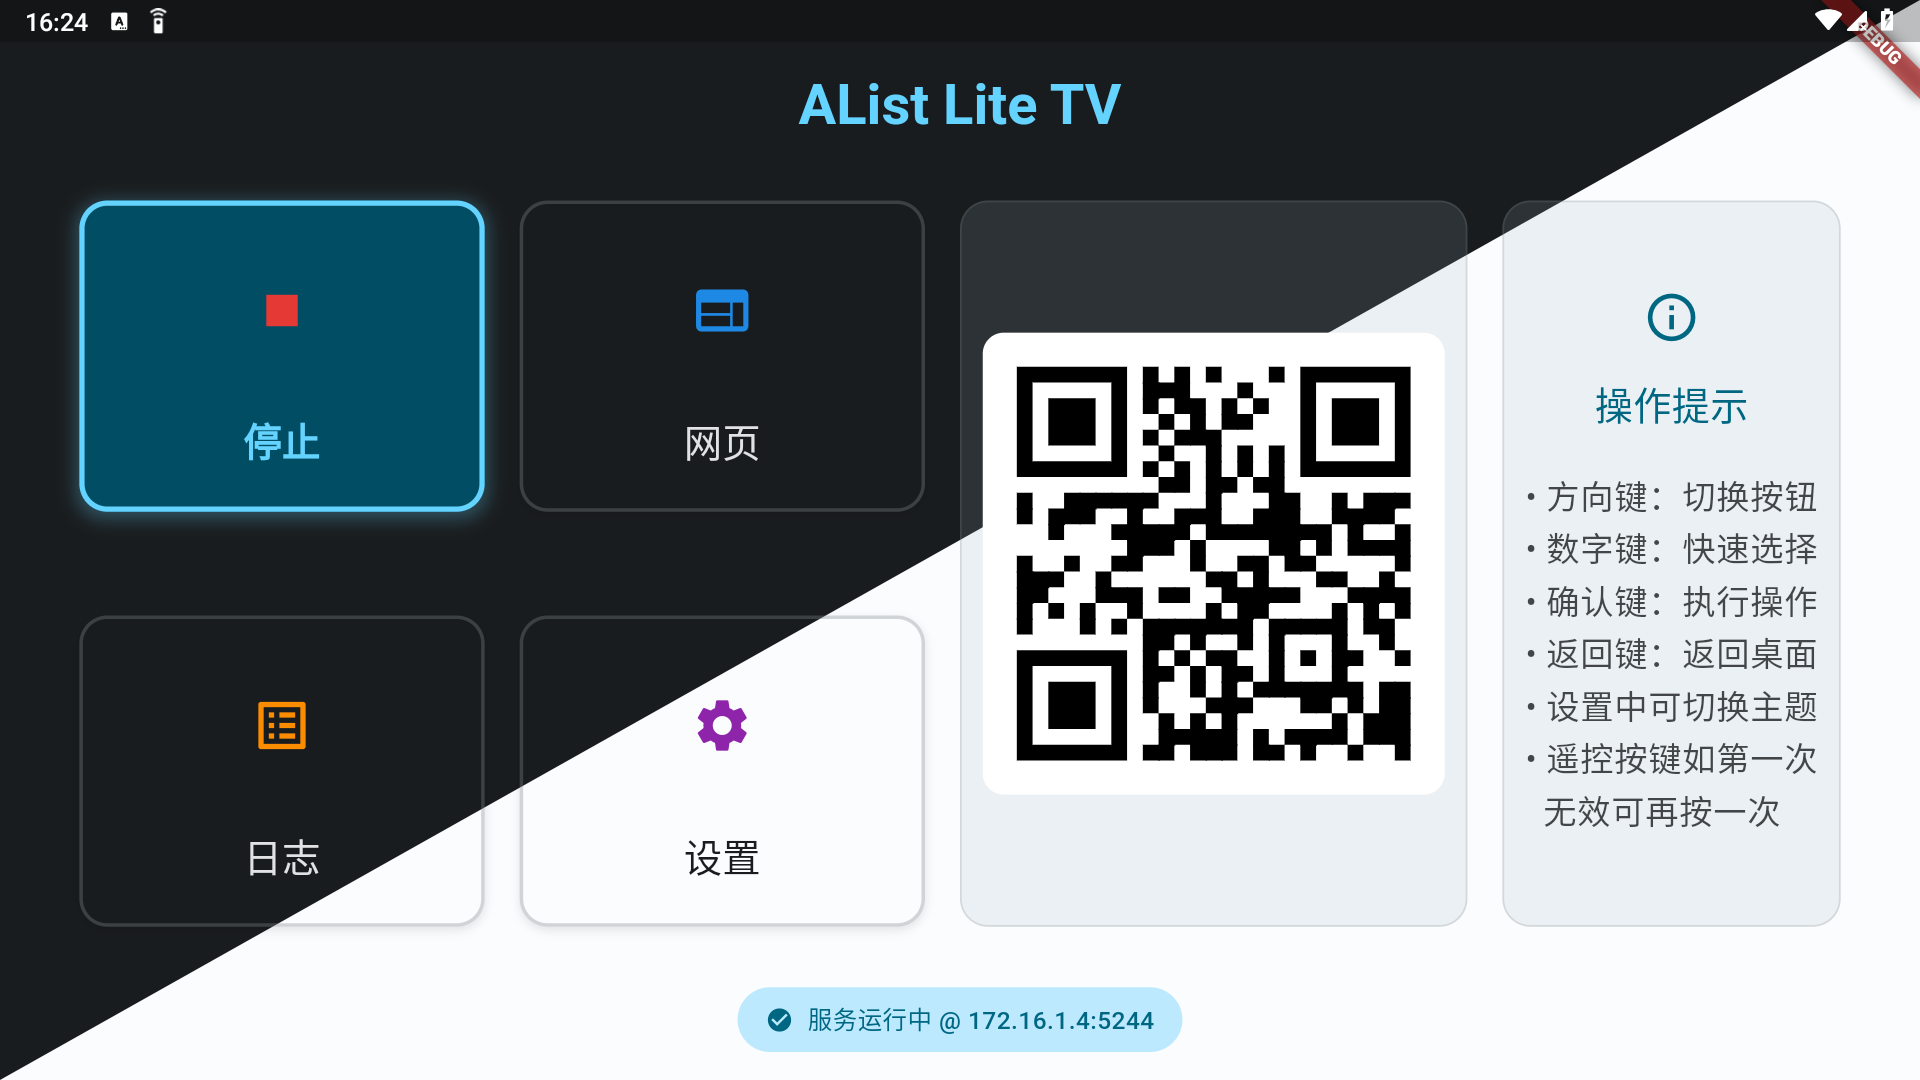 16:24
DEBUG
AList Lite TV
停止
网页
日志
设置
操作提示
• 方向键：切换按钮
• 数字键：快速选择
• 确认键：执行操作
• 返回键：返回桌面
• 设置中可切换主题
• 遥控按键如第一次
无效可再按一次
服务运行中 @ 172.16.1.4:5244